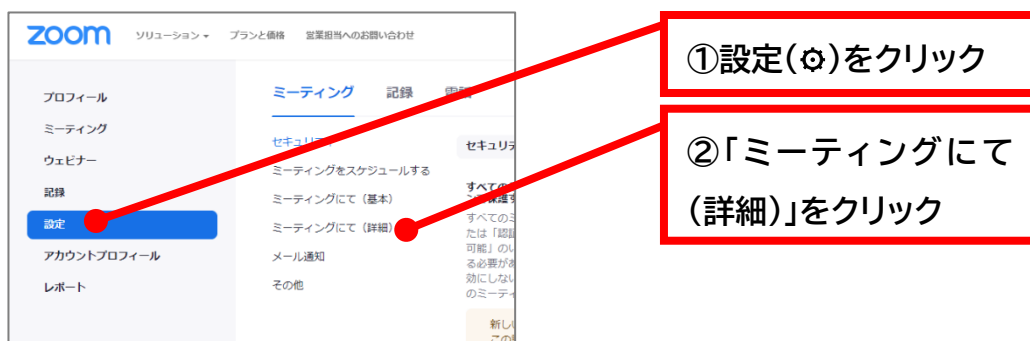 zoom ソリューション プランと価格 営業担当へのお問い合わせ
プロフィール
ミーティング
ウェビナー
記録
設定
アカウントプロフィール
レポート
ミーティング 記録
セキュリティ
ミーティングをスケジュールする
ミーティングにて（基本）
ミーティングにて（詳細）
メール通知
その他
セキュリテ
すべての
すべてのミ
たは「認証
可能」のい
る必要があ
効にしない
のミーティ
新しい
この
①設定(⚙)をクリック
②「ミーティングにて
(詳細)」をクリック